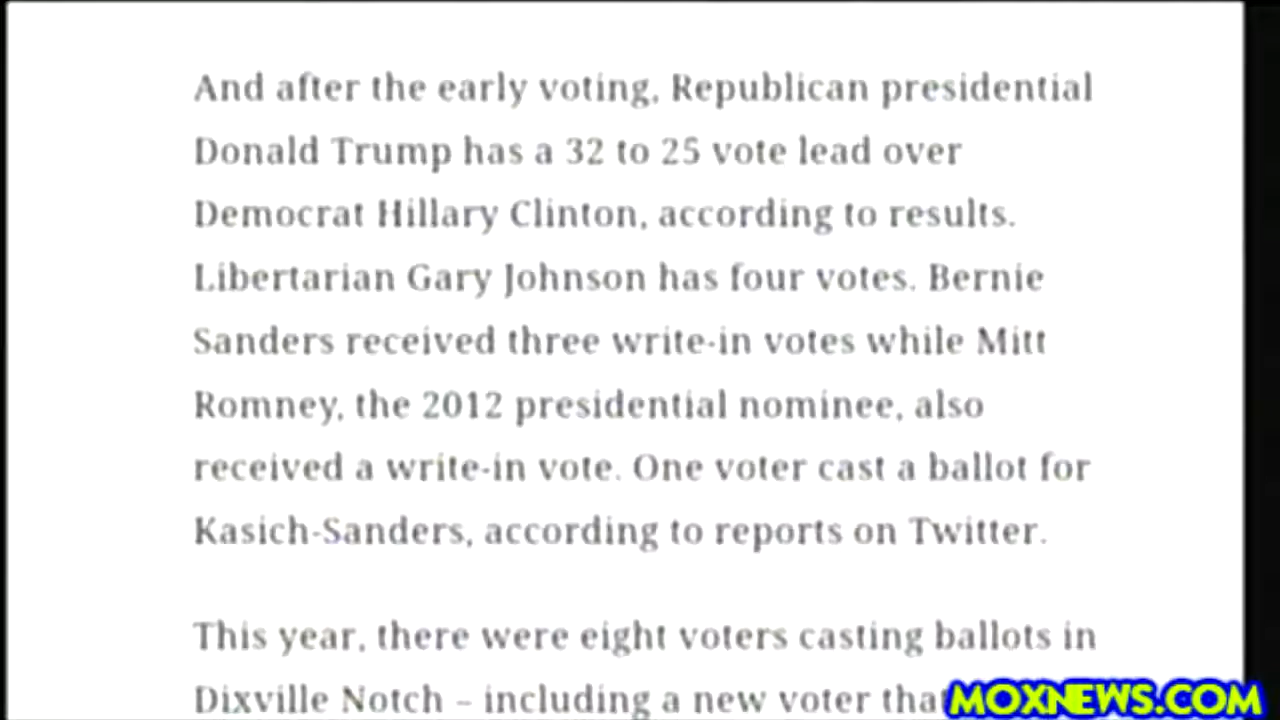 And after the early voting, Republican presidential
Donald Trump has a 32 to 25 vote lead over
Democrat Hillary Clinton, according to results.
Libertarian Gary Johnson has four votes. Bernie
Sanders received three write-in votes while Mitt
Romney, the 2012 presidential nominee, also
received a write-in vote. One voter cast a ballot for
Kasich-Sanders, according to reports on Twitter.
This year, there were eight voters casting ballots in
Dixville Notch – including a new voter that
MOXNEWS.COM